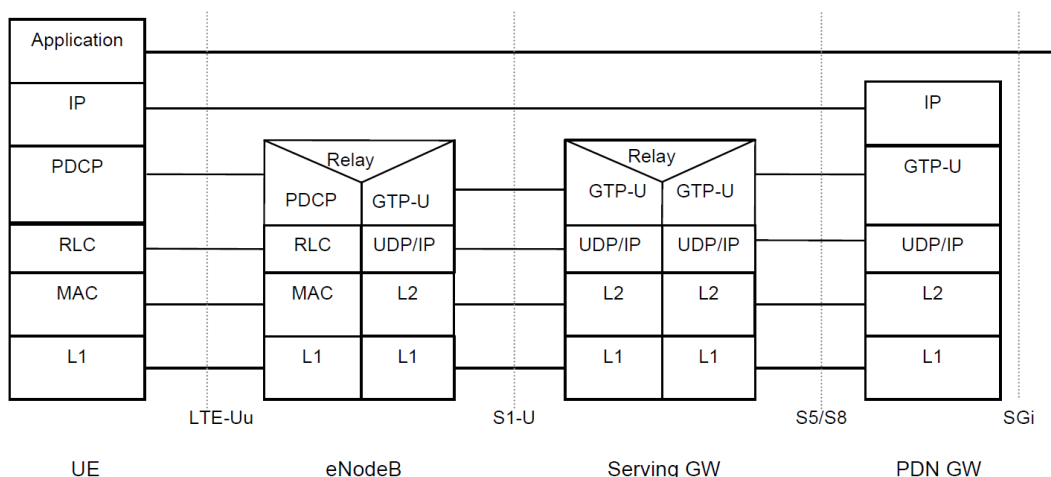 Application
IP IP
Relay Relay
PDCP GTP-U
PDCP GTP-U GTP-U GTP-U
RLC RLC UDP/IP UDP/IP UDP/IP UDP/IP
MAC MAC L2 L2 L2 L2
L1 L1 L1 L1 L1 L1
LTE-Uu S1-U S5/S8 SGi
UE eNodeB Serving GW PDN GW